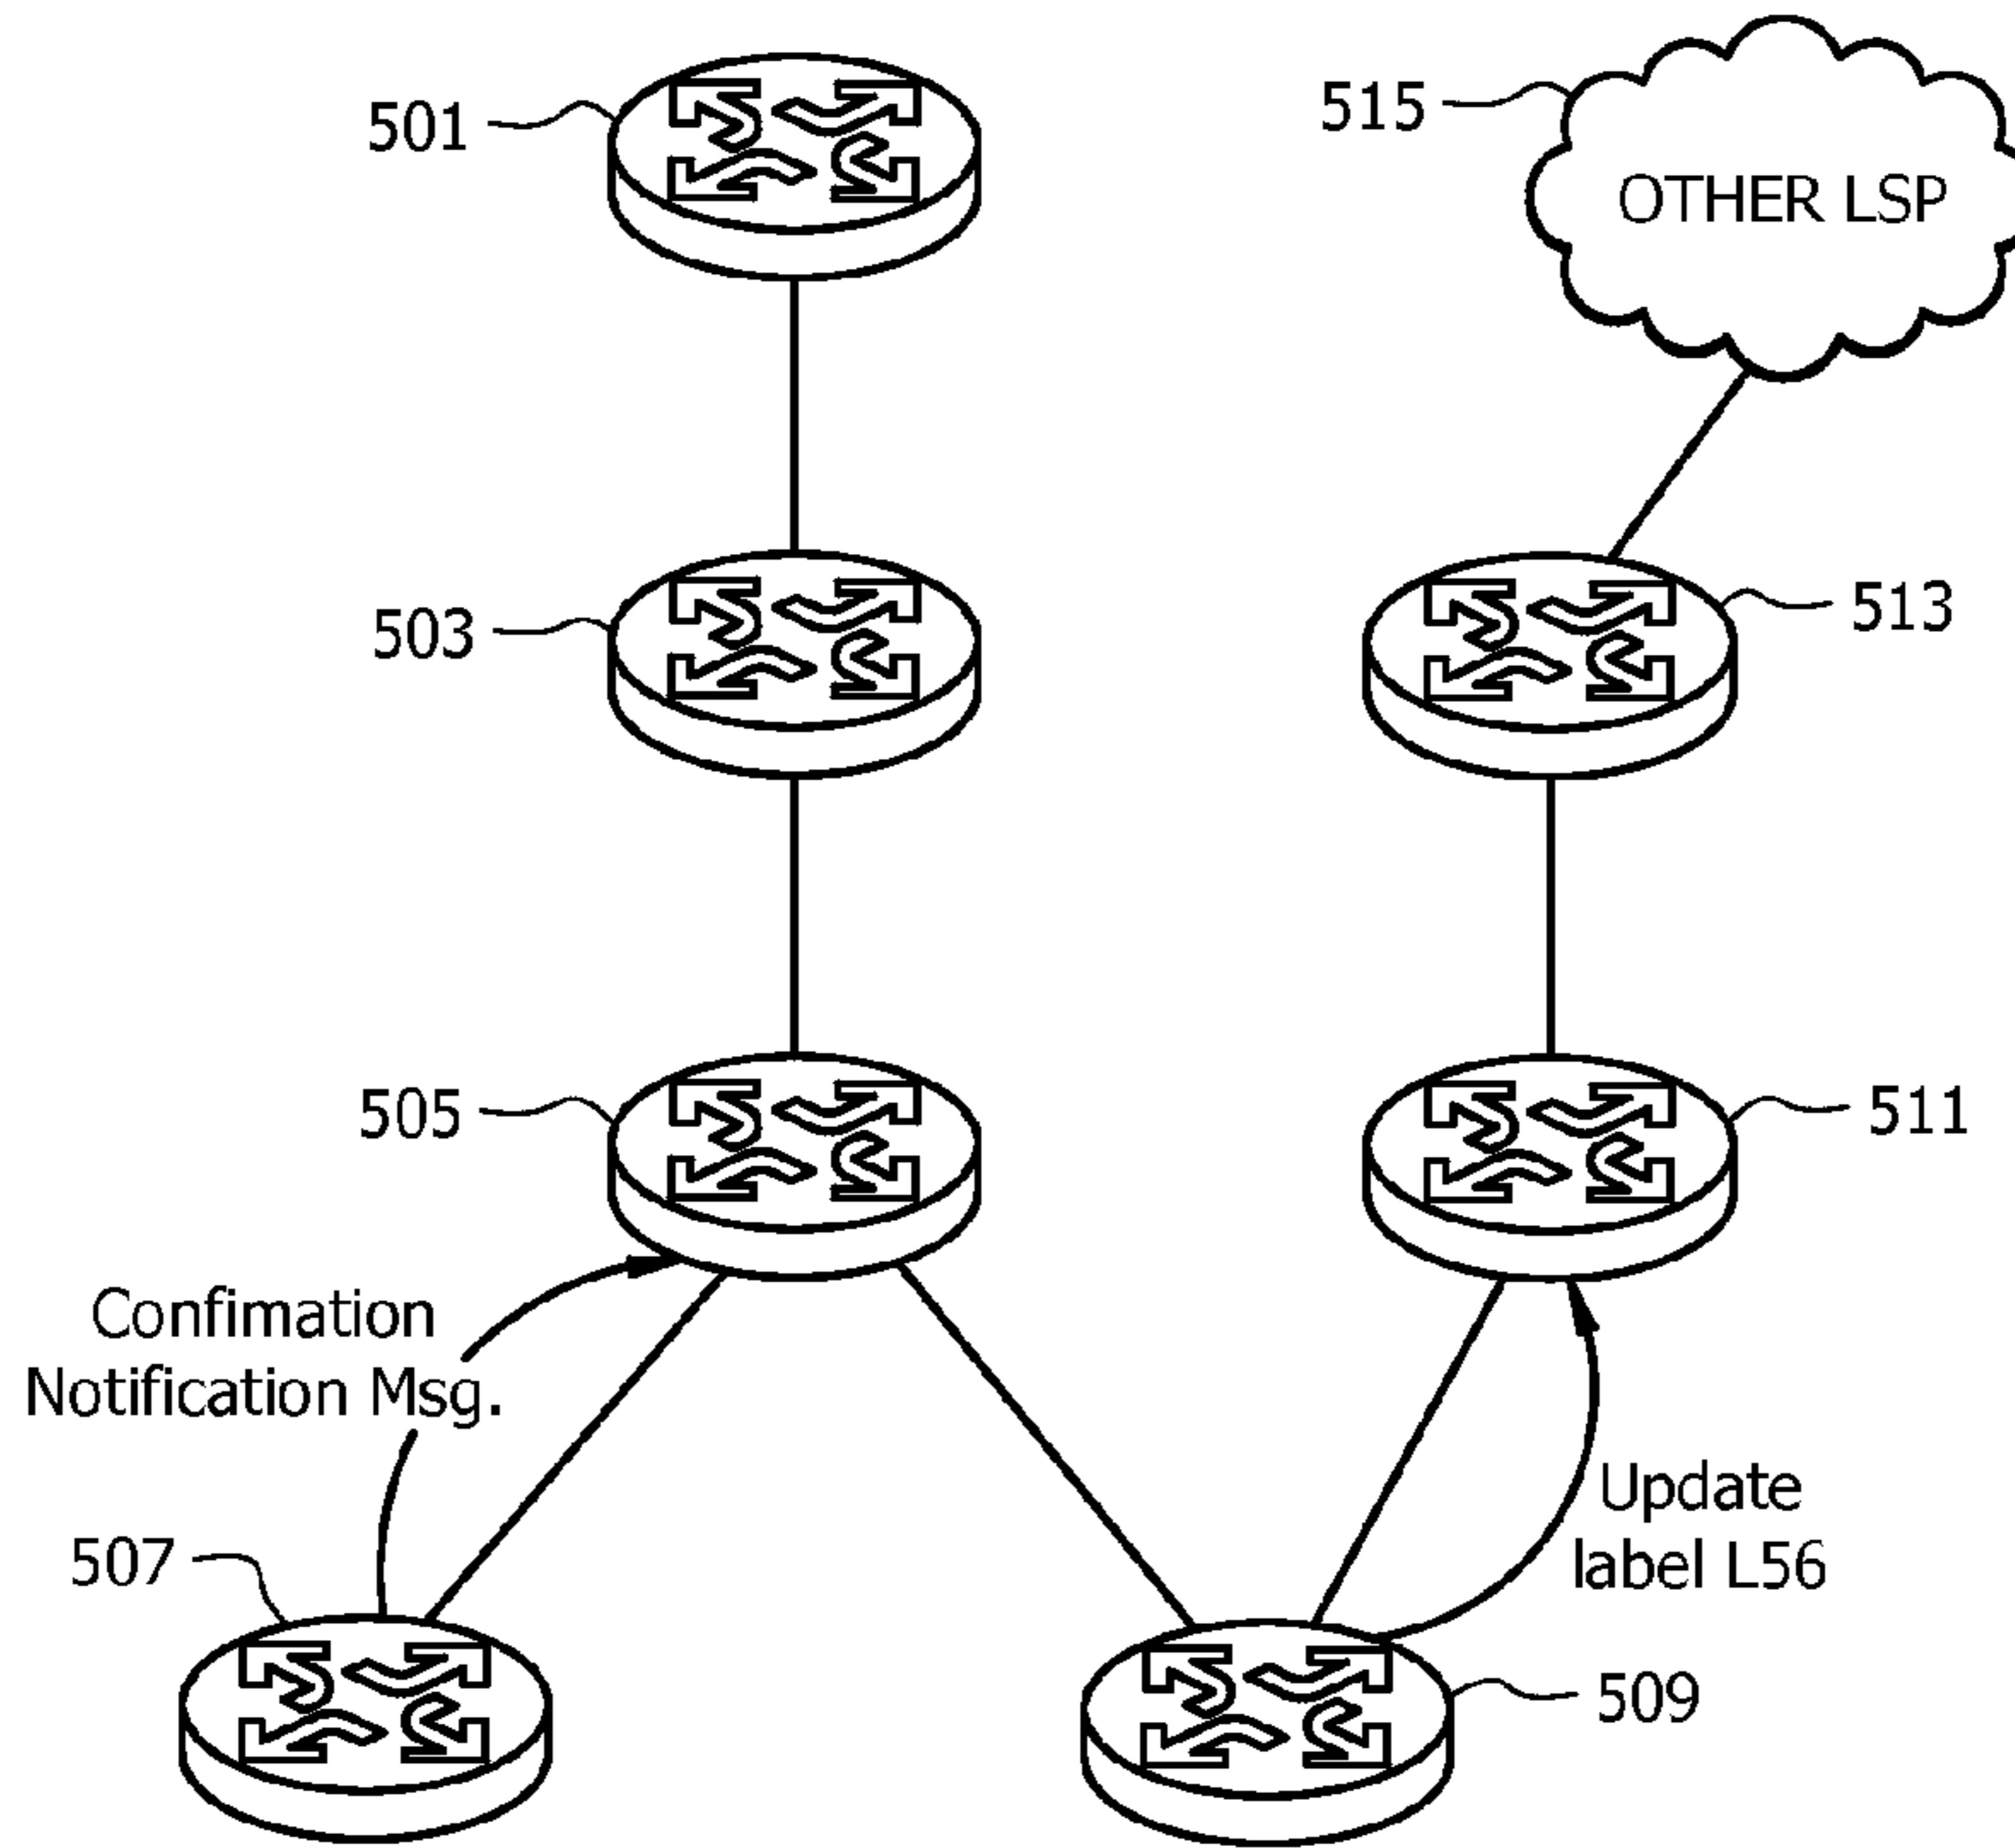 501
515
OTHER LSP
503
513
505
511
Confimation
Notification Msg.
Update
label L56
507
509